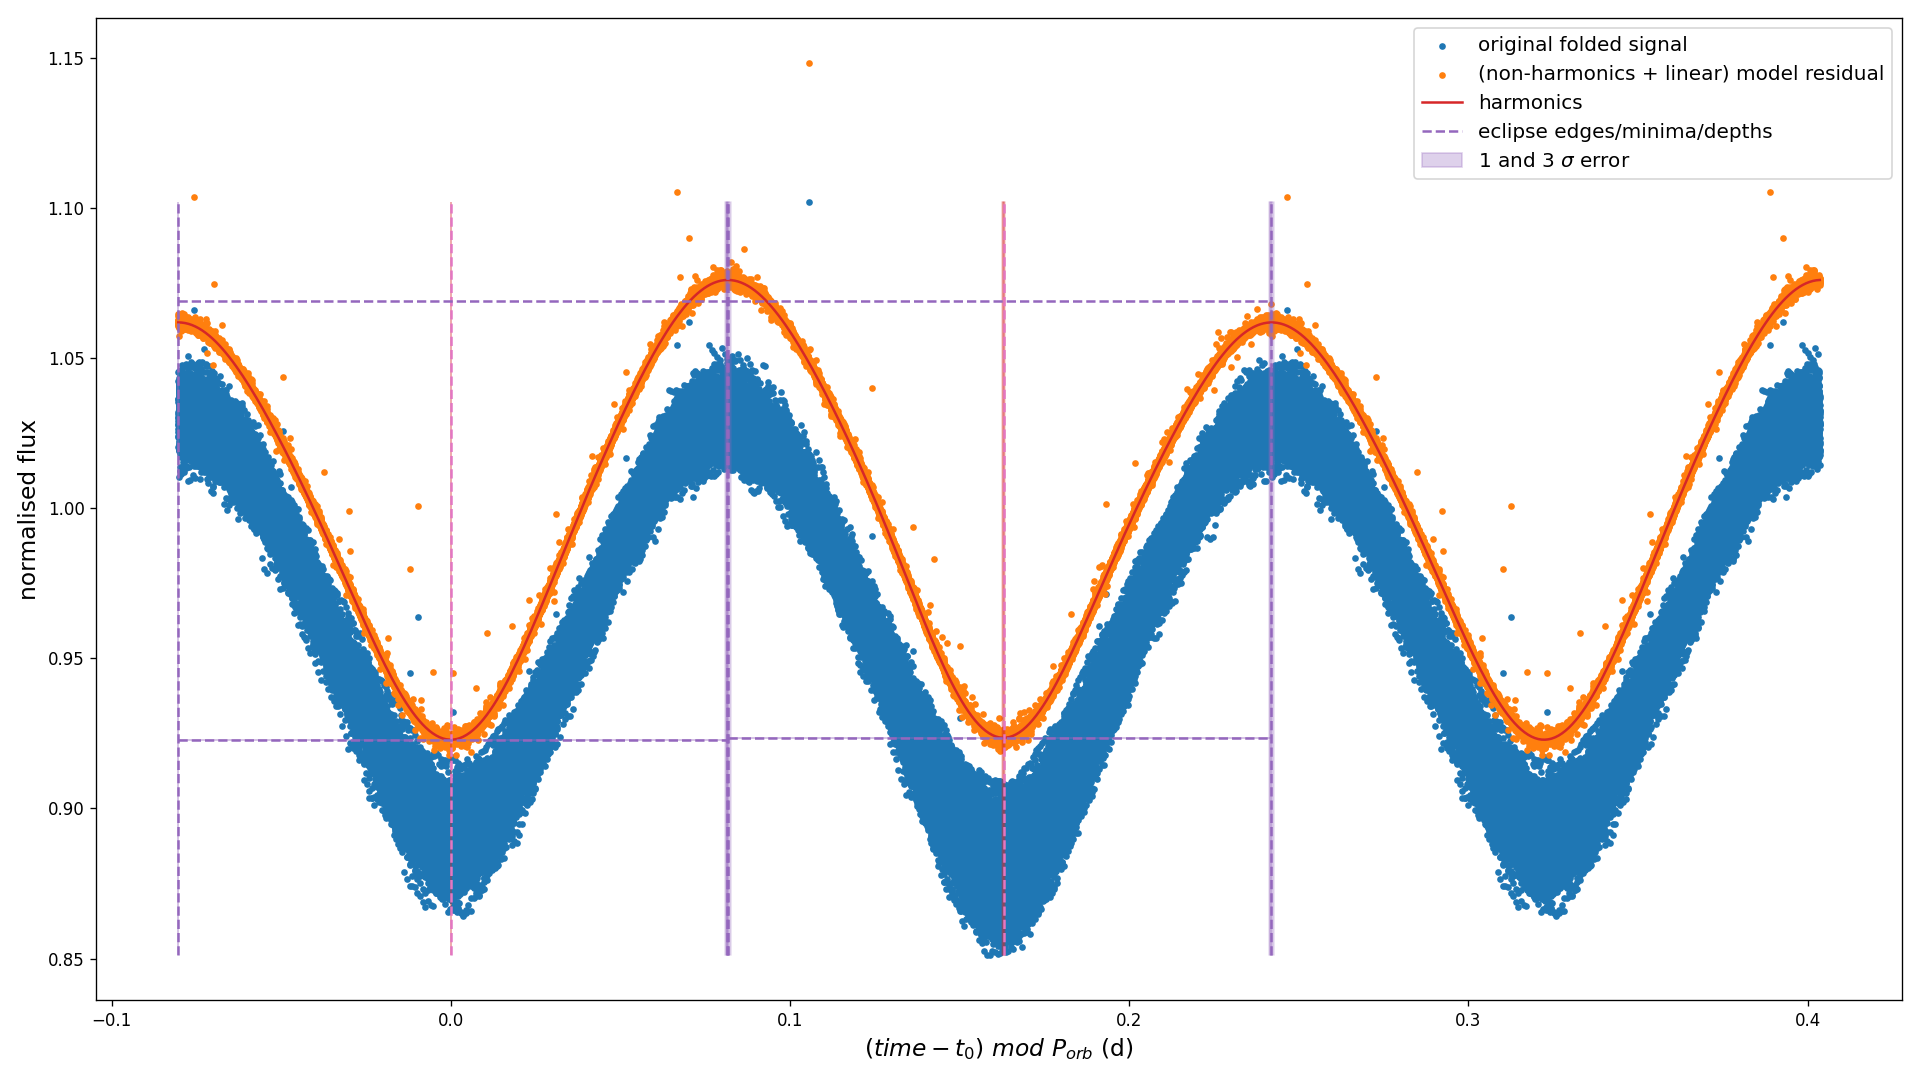 original folded signal
(non-harmonics + linear) model residual
harmonics
eclipse edges/minima/depths
1 and 3 σ error
normalised flux
1.15
1.10
1.05
1.00
0.95
0.90
0.85
−0.1 0.0 0.1 0.2 0.3 0.4
(time − t₀) mod P_orb (d)